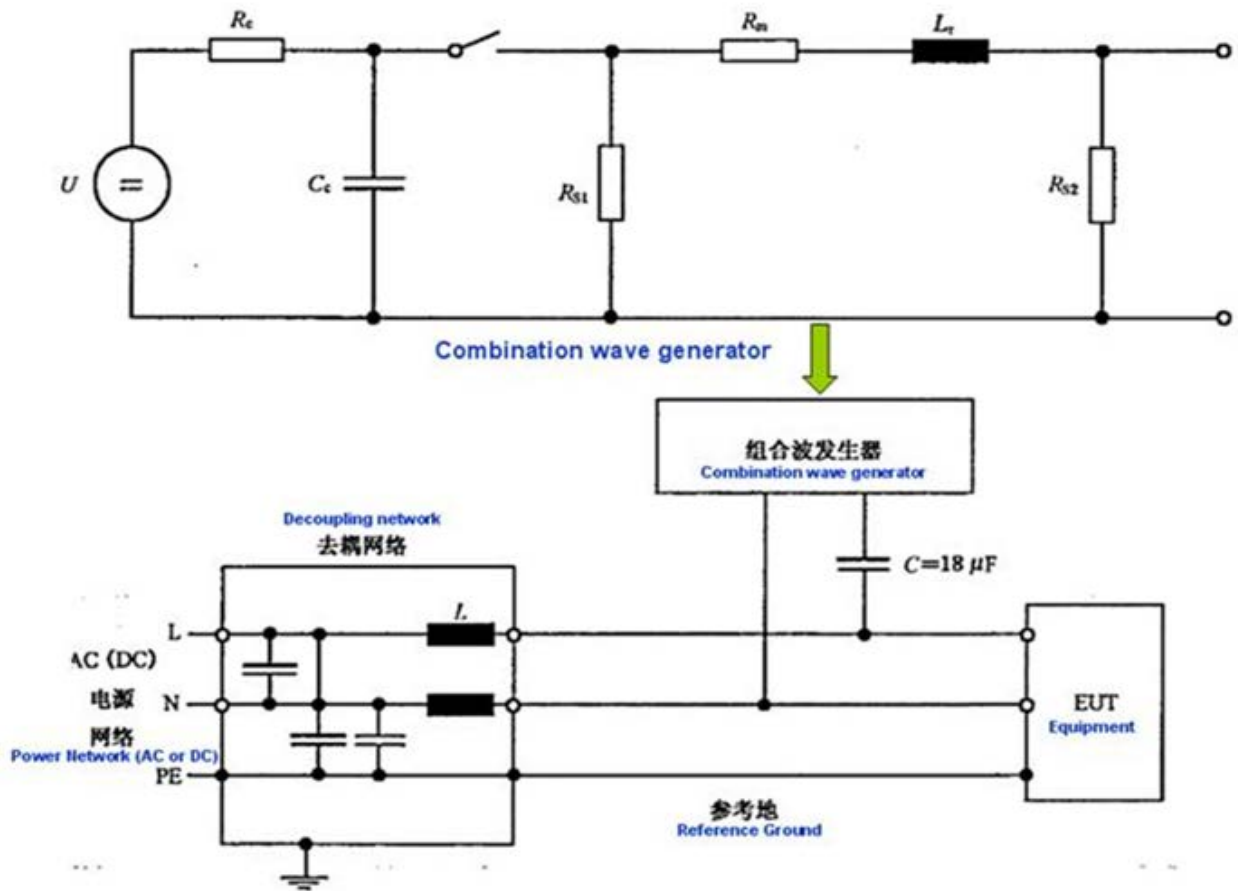 Rc
Rm
Lr
U
Cc
RS1
RS2
Combination wave generator
组合波发生器
Combination wave generator
Decoupling network
去耦网络
C=18 μF
L
L
AC (DC)
电源
N
EUT
Equipment
网络
Power Network (AC or DC)
PE
参考地
Reference Ground